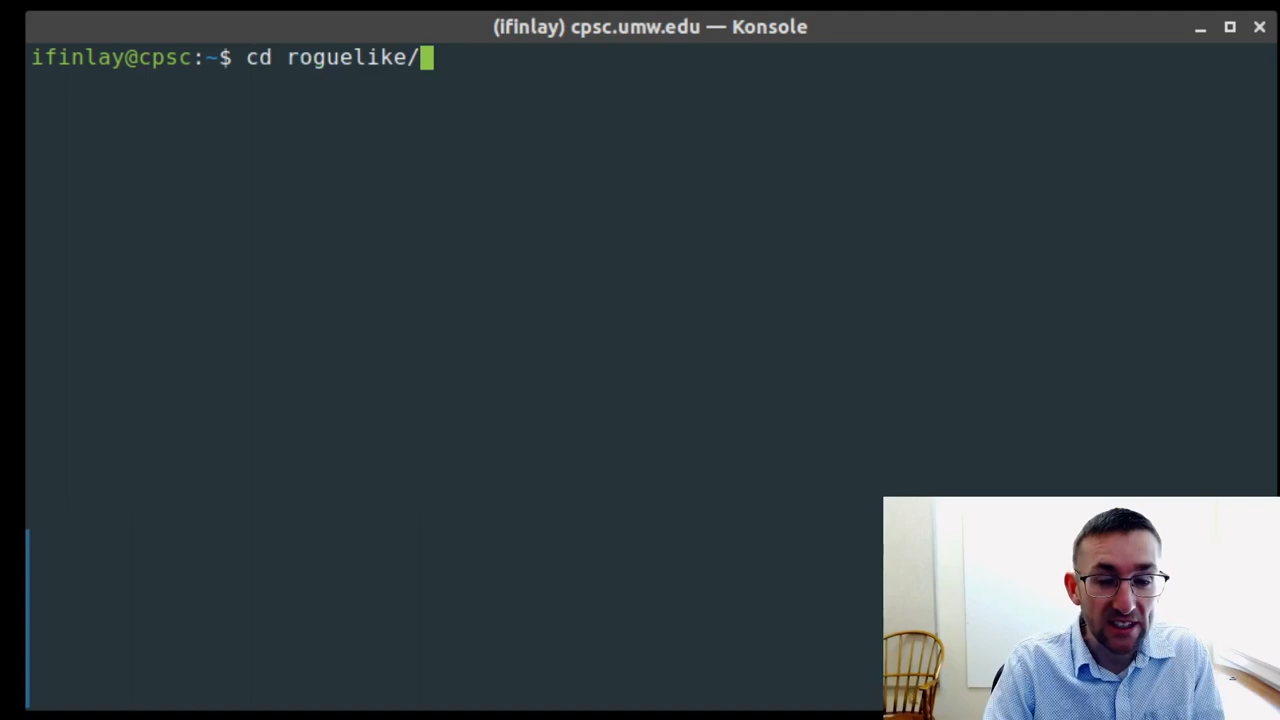 (ifinlay) cpsc.umw.edu — Konsole
ifinlay@cpsc:~$ cd roguelike/